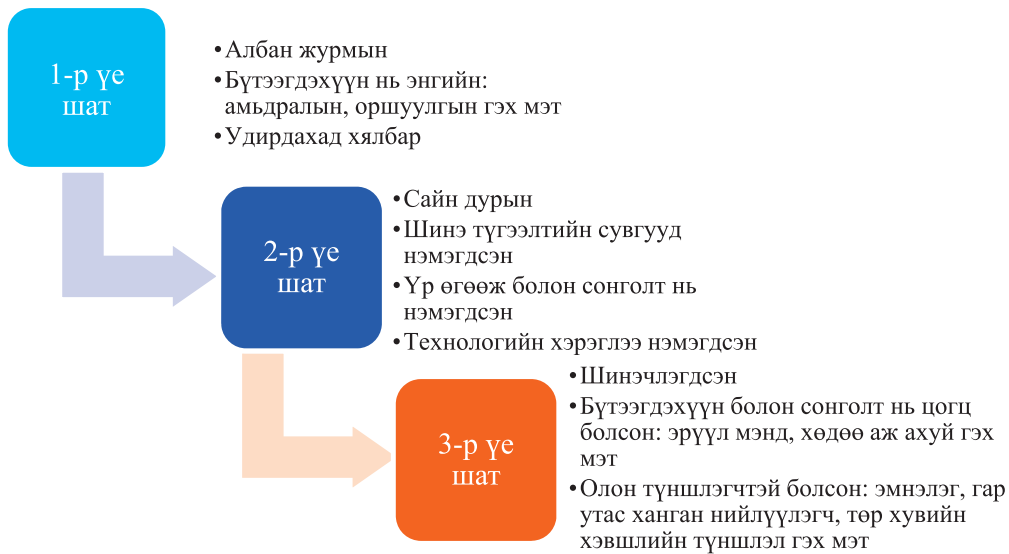 1-р үе
шат
•Албан журмын
•Бүтээгдэхүүн нь энгийн:
амьдралын, оршуулгын гэх мэт
•Удирдахад хялбар
2-р үе
шат
•Сайн дурын
•Шинэ түгээлтийн сувгууд
нэмэгдсэн
•Үр өгөөж болон сонголт нь
нэмэгдсэн
•Технологийн хэрэглээ нэмэгдсэн
3-р үе
шат
•Шинэчлэгдсэн
•Бүтээгдэхүүн болон сонголт нь цогц
болсон: эрүүл мэнд, хөдөө аж ахуй гэх
мэт
•Олон түншлэгчтэй болсон: эмнэлэг, гар
утас ханган нийлүүлэгч, төр хувийн
хэвшлийн түншлэл гэх мэт